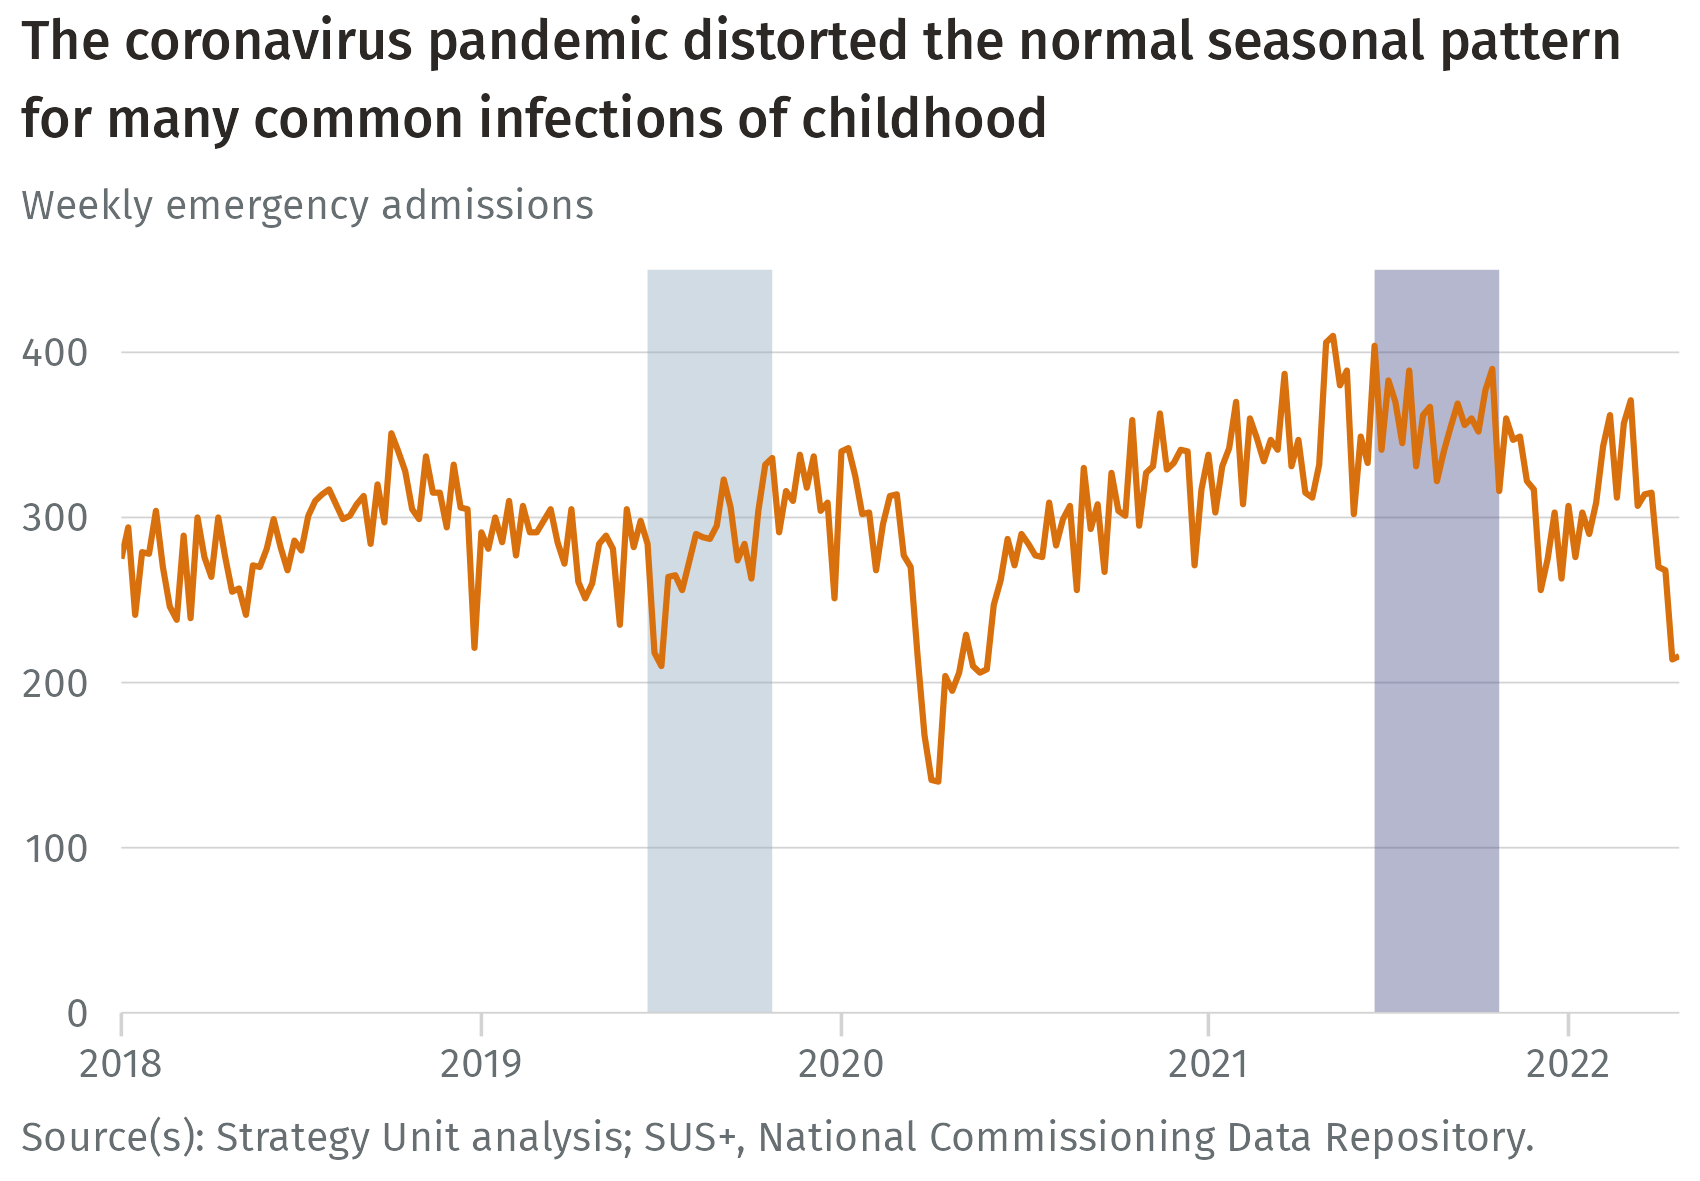 The coronavirus pandemic distorted the normal seasonal pattern
for many common infections of childhood
Weekly emergency admissions
400
300
200
100
0
2018 2019 2020 2021 2022
Source(s): Strategy Unit analysis; SUS+, National Commissioning Data Repository.